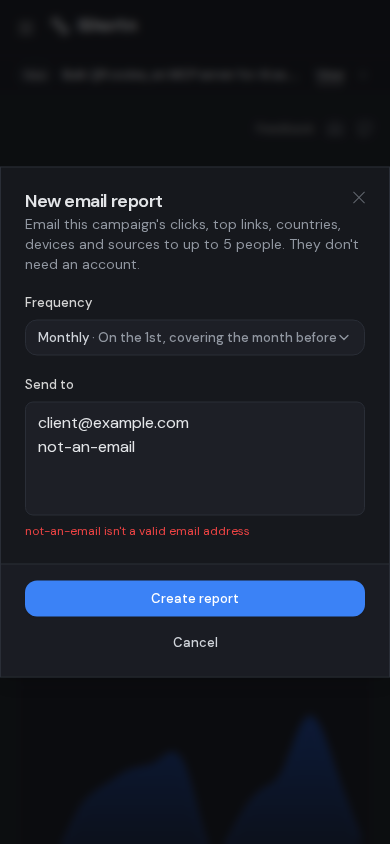 New email report
Email this campaign's clicks, top links, countries,
devices and sources to up to 5 people. They don't
need an account.
Frequency
Monthly · On the 1st, covering the month before
Send to
client@example.com
not-an-email
not-an-email isn't a valid email address
Create report
Cancel